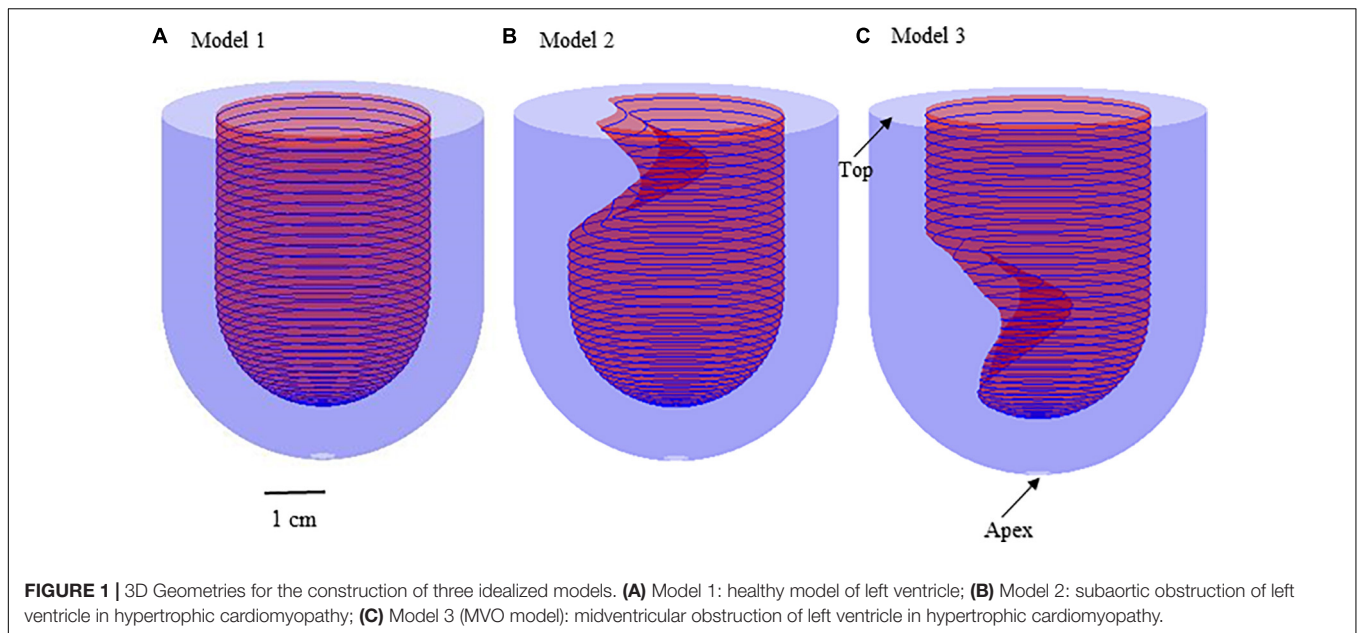 A Model 1
B Model 2
C Model 3
Top
Apex
1 cm
FIGURE 1 | 3D Geometries for the construction of three idealized models. (A) Model 1: healthy model of left ventricle; (B) Model 2: subaortic obstruction of left
ventricle in hypertrophic cardiomyopathy; (C) Model 3 (MVO model): midventricular obstruction of left ventricle in hypertrophic cardiomyopathy.